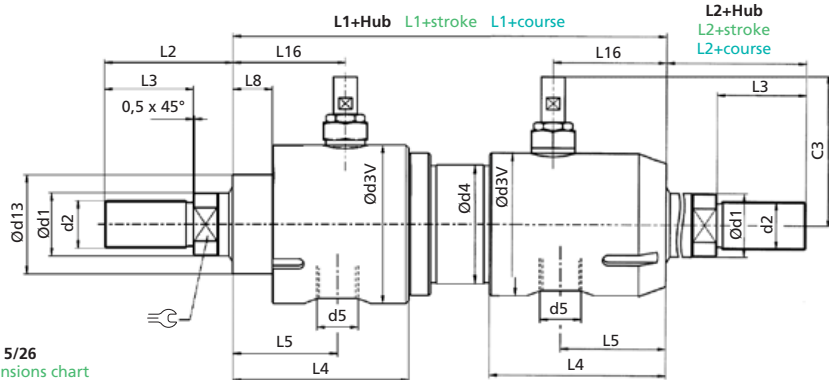 L1+Hub L1+stroke L1+course
L2+Hub
L2+stroke
L2+course
L2
L16
L16
L3
L8
L3
0,5 x 45°
C3
Ød13
Ød1
d2
Ød3V
Ød4
Ød3V
Ød1
d2
d5
d5
L5
L5
L4
L4
5/26
nsions chart